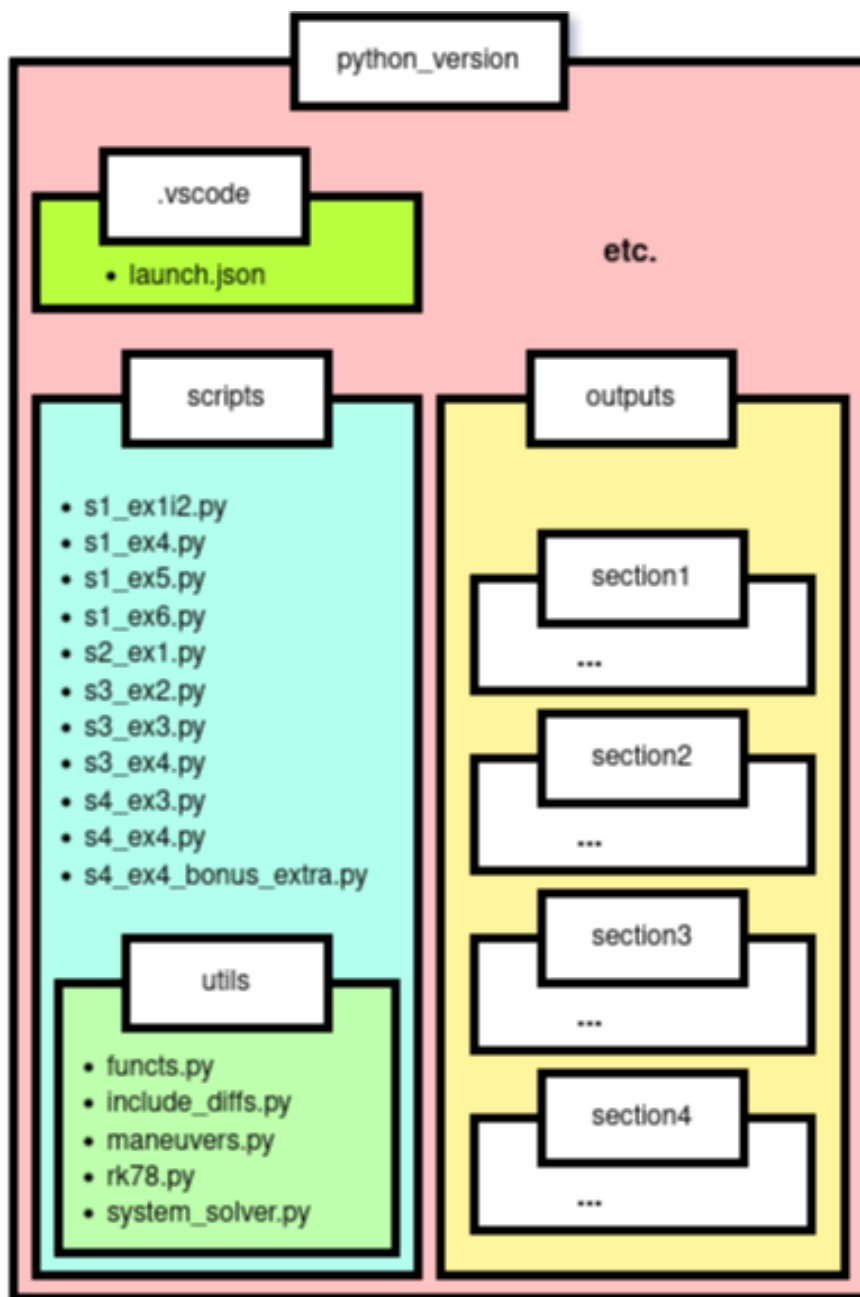 python_version
.vscode
• launch.json
etc.
scripts
• s1_ex1i2.py
• s1_ex4.py
• s1_ex5.py
• s1_ex6.py
• s2_ex1.py
• s3_ex2.py
• s3_ex3.py
• s3_ex4.py
• s4_ex3.py
• s4_ex4.py
• s4_ex4_bonus_extra.py
utils
• functs.py
• include_diffs.py
• maneuvers.py
• rk78.py
• system_solver.py
outputs
section1
...
section2
...
section3
...
section4
...